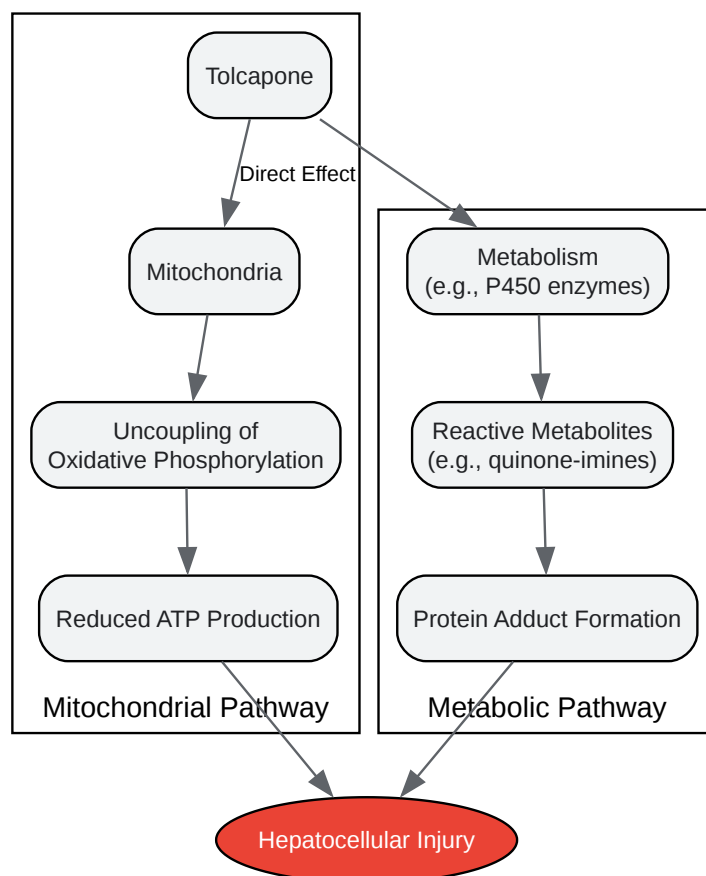 Tolcapone
Direct Effect
Mitochondria
Metabolism
(e.g., P450 enzymes)
Uncoupling of
Oxidative Phosphorylation
Reactive Metabolites
(e.g., quinone-imines)
Reduced ATP Production
Protein Adduct Formation
Mitochondrial Pathway
Metabolic Pathway
Hepatocellular Injury